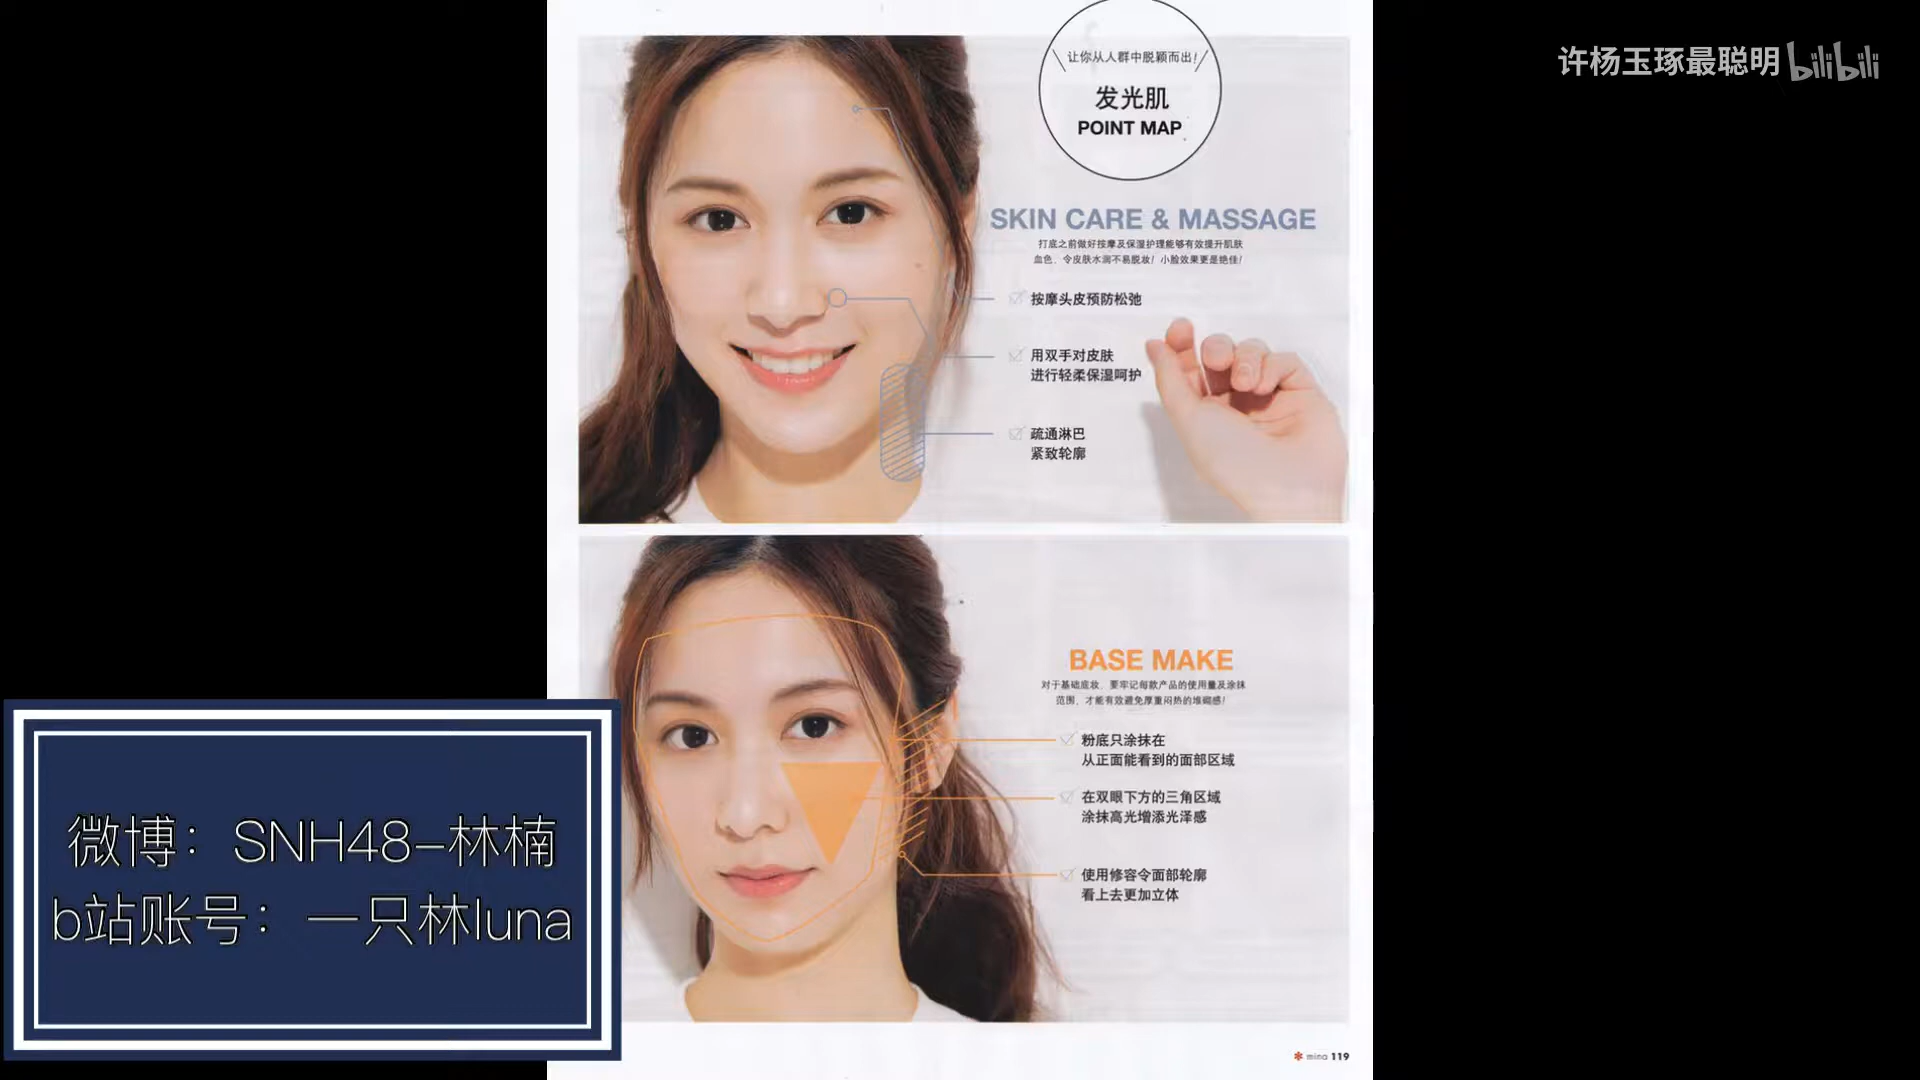 许杨玉琢最聪明 bilibili
让你从人群中脱颖而出!
发光肌
POINT MAP
SKIN CARE & MASSAGE
打底之前做好按摩及保湿护理能够有效提升肌肤
血色、令皮肤水润不易脱妆！小脸效果更是绝佳！
按摩头皮预防松弛
用双手对皮肤
进行轻柔保湿呵护
疏通淋巴
紧致轮廓
BASE MAKE
对于基础底妆，要牢记每款产品的使用量及涂抹
范围，才能有效避免厚重闷热的堆砌感！
粉底只涂抹在
从正面能看到的面部区域
在双眼下方的三角区域
涂抹高光增添光泽感
使用修容令面部轮廓
看上去更加立体
微博：SNH48-林楠
b站账号：一只林luna
mina 119